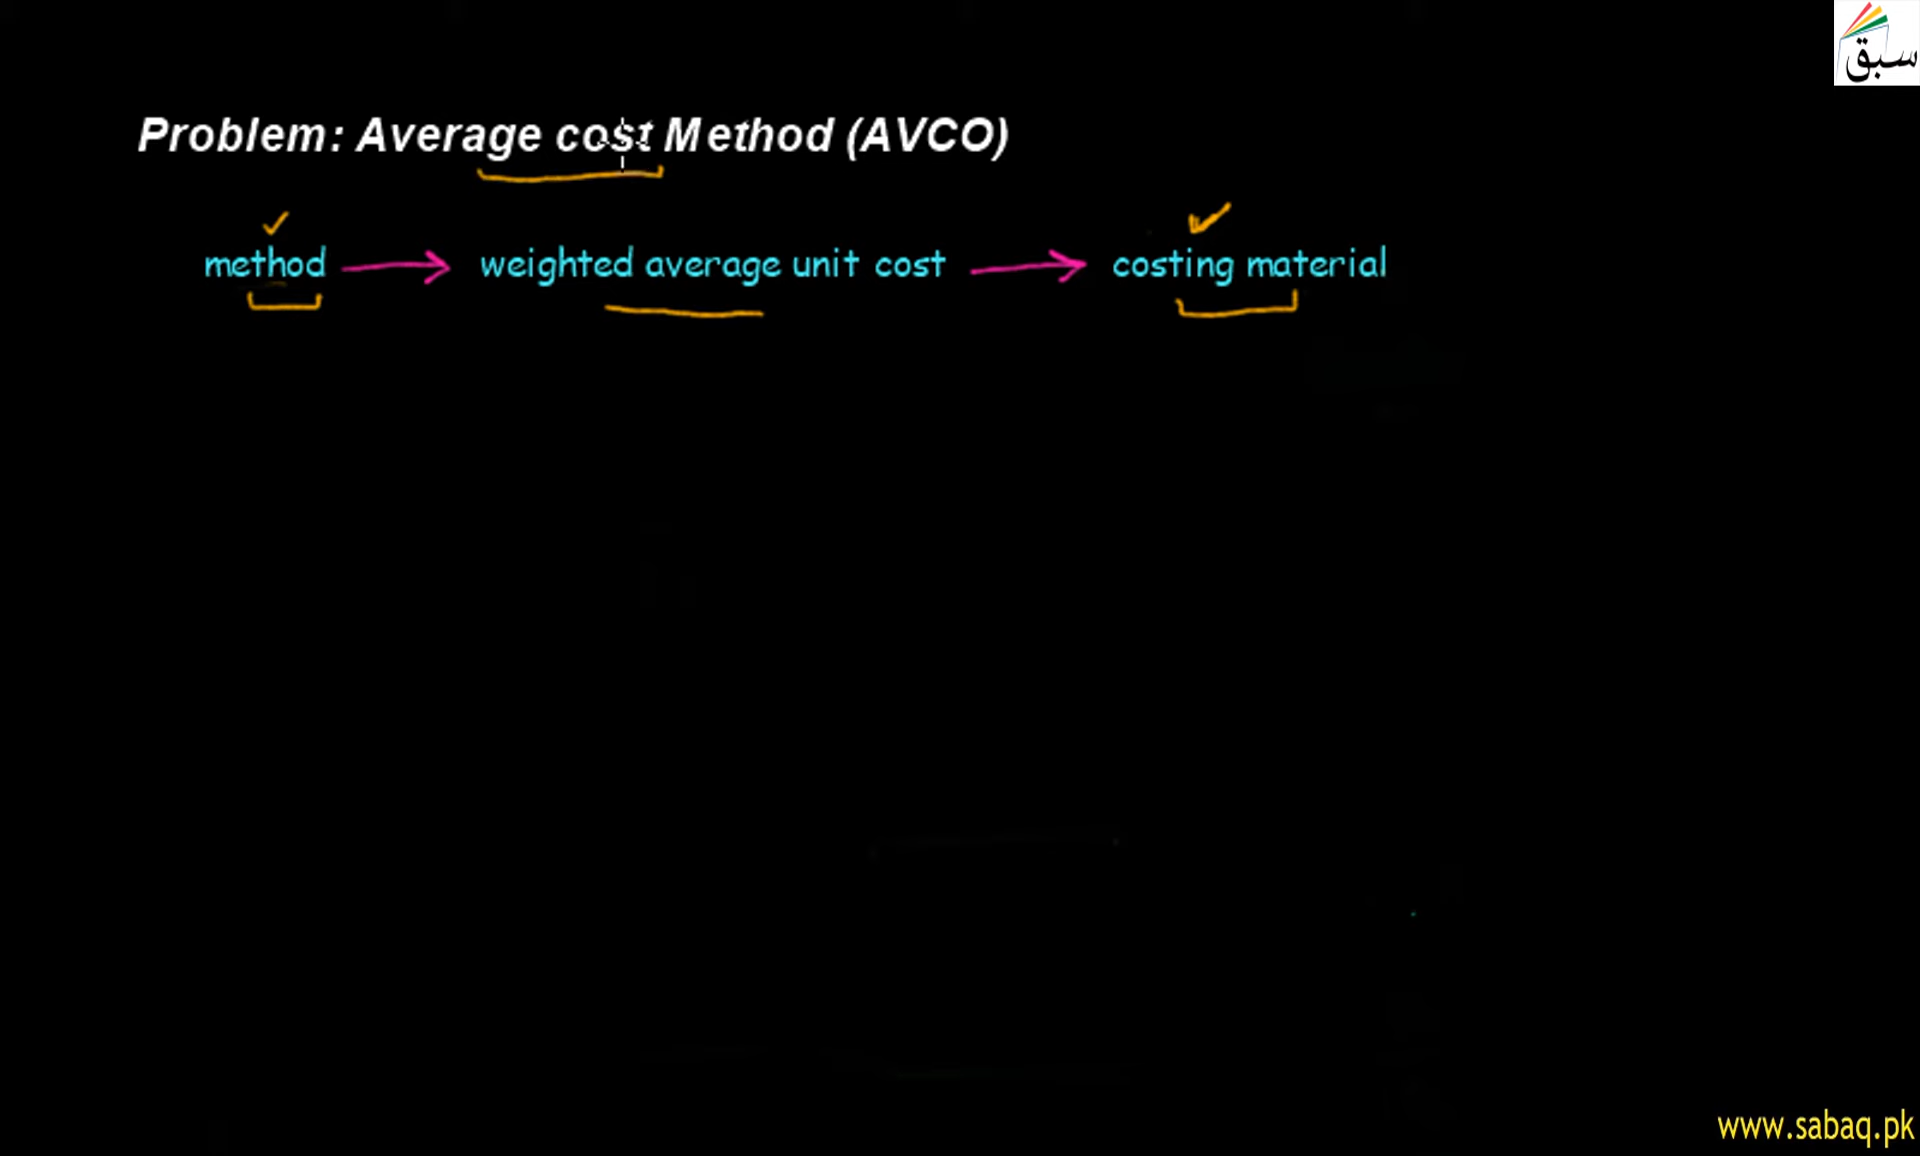 سبق
Problem: Average cost Method (AVCO)
method → weighted average unit cost → costing material
www.sabaq.pk